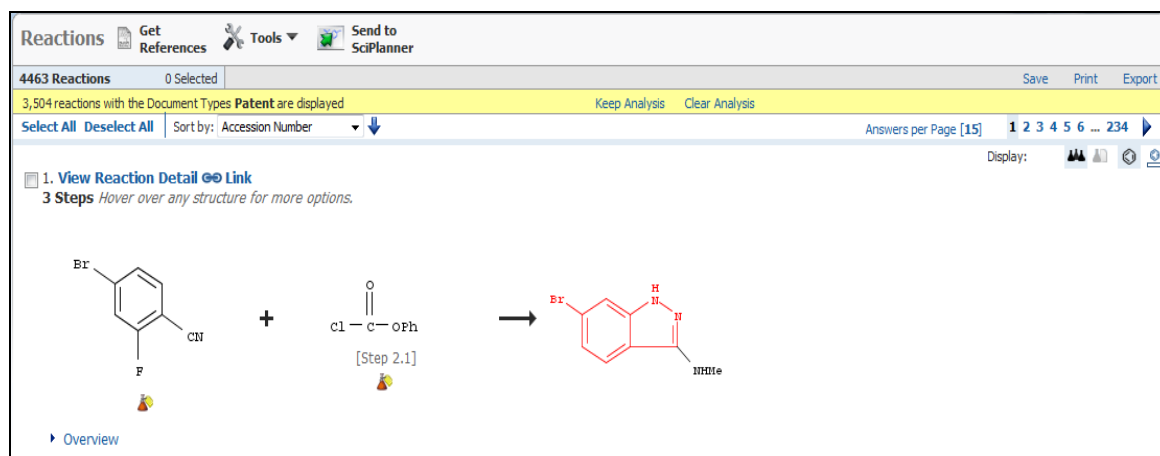 Reactions Get References Tools Send to SciPlanner
4463 Reactions 0 Selected Save Print Export
3,504 reactions with the Document Types Patent are displayed Keep Analysis Clear Analysis
Select All Deselect All Sort by: Accession Number Answers per Page [15] 1 2 3 4 5 6 ... 234
Display:
1. View Reaction Detail Link
3 Steps Hover over any structure for more options.
Br
CN
F
+
O
Cl-C-OPh
[Step 2.1]
H
N
Br
N
NHMe
Overview